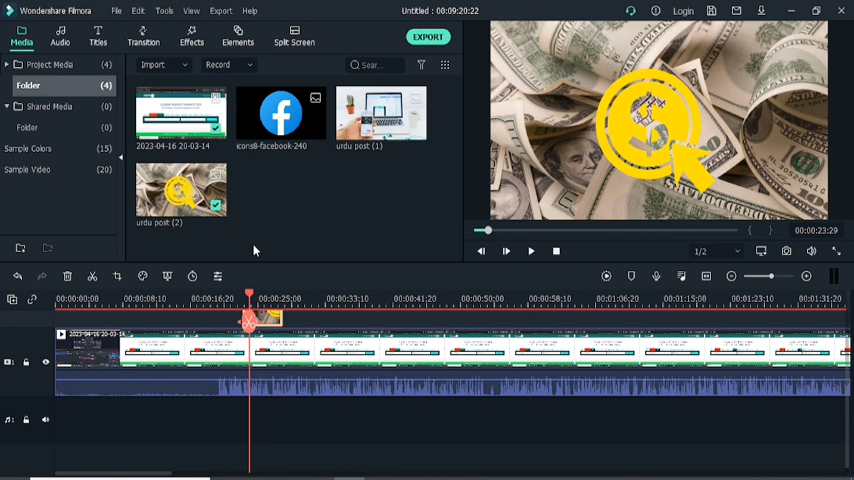 Wondershare Filmora File Edit Tools View Export Help Untitled : 00:09:20:22 Login
Media Audio Titles Transition Effects Elements Split Screen EXPORT
Project Media (4)
Folder (4)
Shared Media (0)
Folder (0)
Sample Colors (15)
Sample Video (20)
Import Record Sear...
2023-04-16 20-03-14 icons8-facebook-240 urdu post (1)
urdu post (2)
00:00:23:29
1/2
00:00:00:00 00:00:08:10 00:00:16:20 00:00:25:00 00:00:33:10 00:00:41:20 00:00:50:00 00:00:58:10 00:01:06:20 00:01:15:00 00:01:23:10 00:01:31:20
2023-04-16 20-03-14
1
1